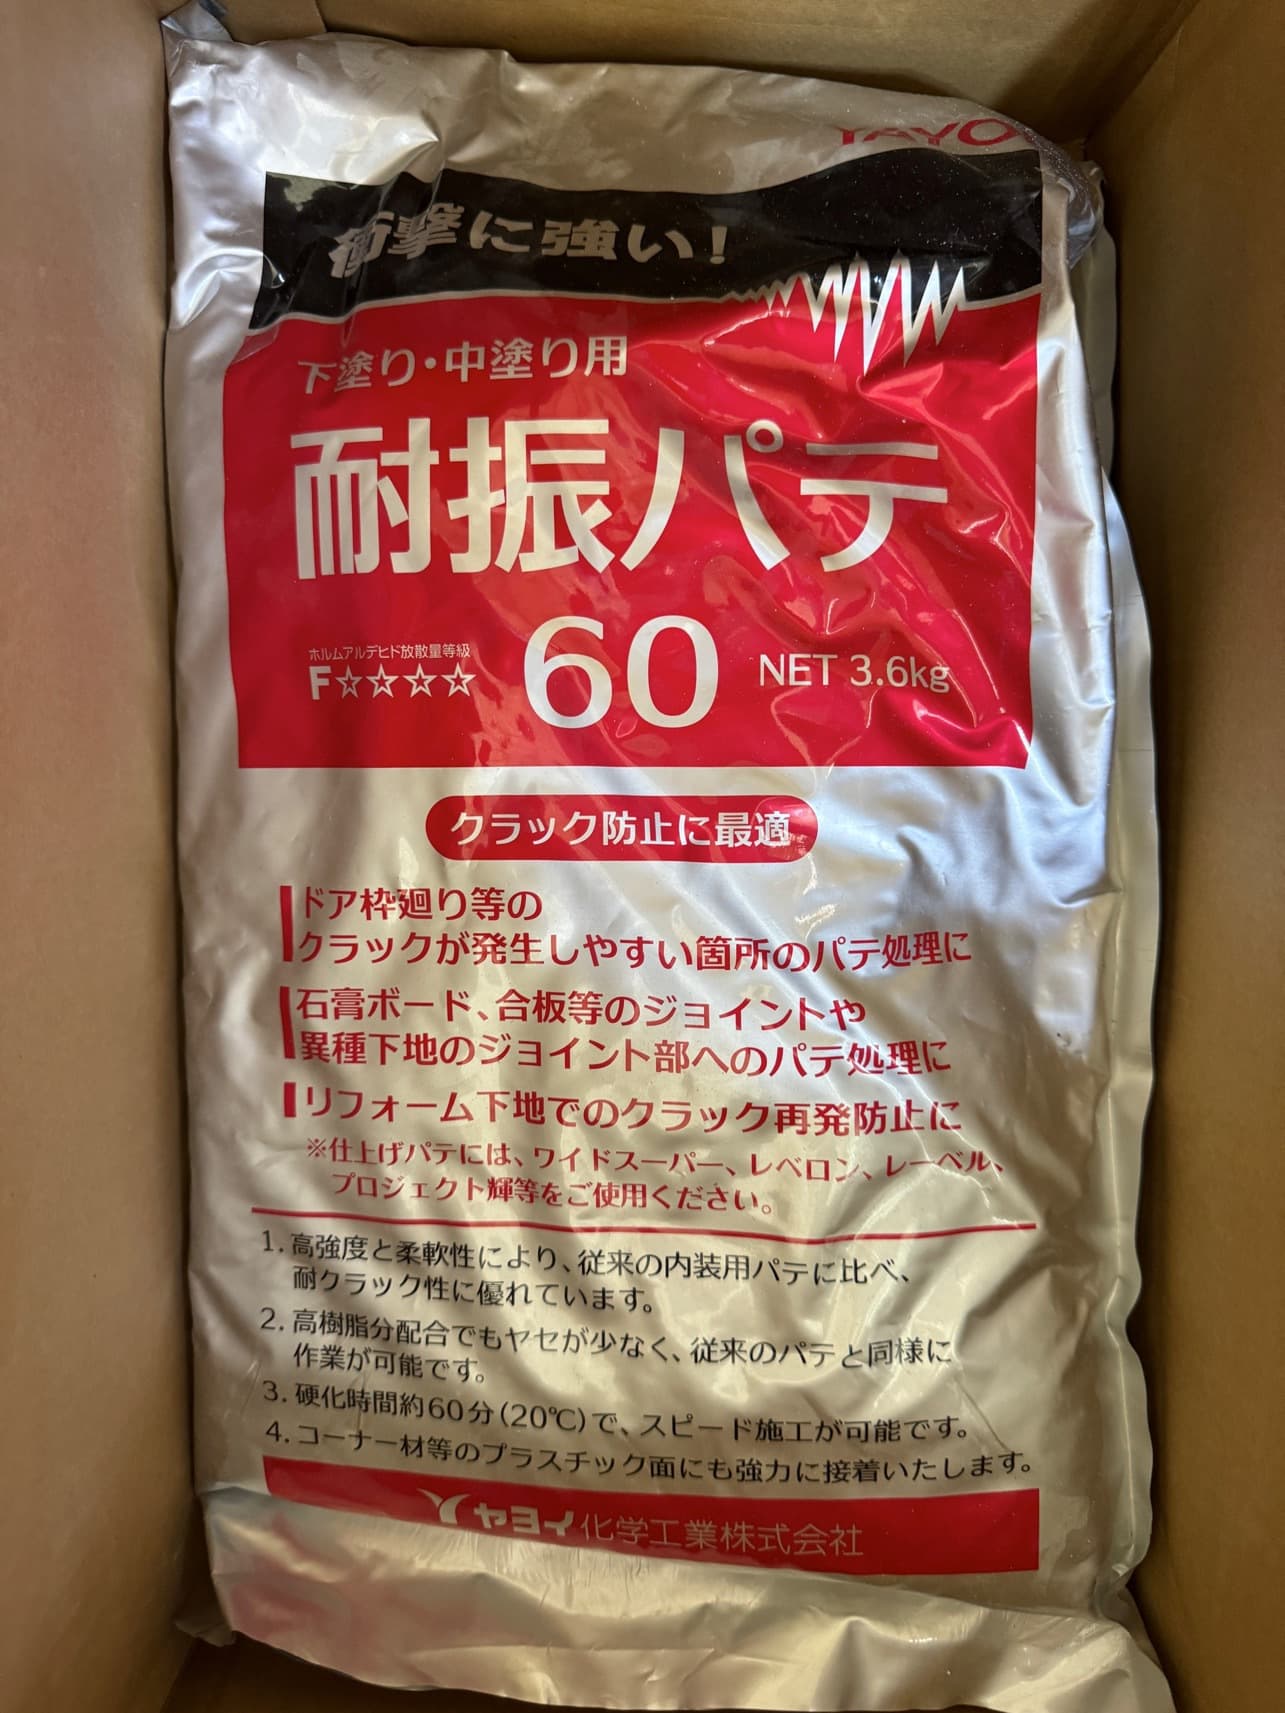 YAYO
衝撃に強い!
下塗り・中塗り用
耐振パテ
ホルムアルデヒド放散量等級
F☆☆☆☆
60
NET 3.6kg
クラック防止に最適
ドア枠廻り等の
クラックが発生しやすい箇所のパテ処理に
石膏ボード、合板等のジョイントや
異種下地のジョイント部へのパテ処理に
リフォーム下地でのクラック再発防止に
※仕上げパテには、ワイドスーパー、レベロン、レーベル、
プロジェクト輝等をご使用ください。
1. 高強度と柔軟性により、従来の内装用パテに比べ、
耐クラック性に優れています。
2. 高樹脂分配合でもヤセが少なく、従来のパテと同様に
作業が可能です。
3. 硬化時間約60分(20℃)で、スピード施工が可能です。
4. コーナー材等のプラスチック面にも強力に接着いたします。
ヤヨイ化学工業株式会社